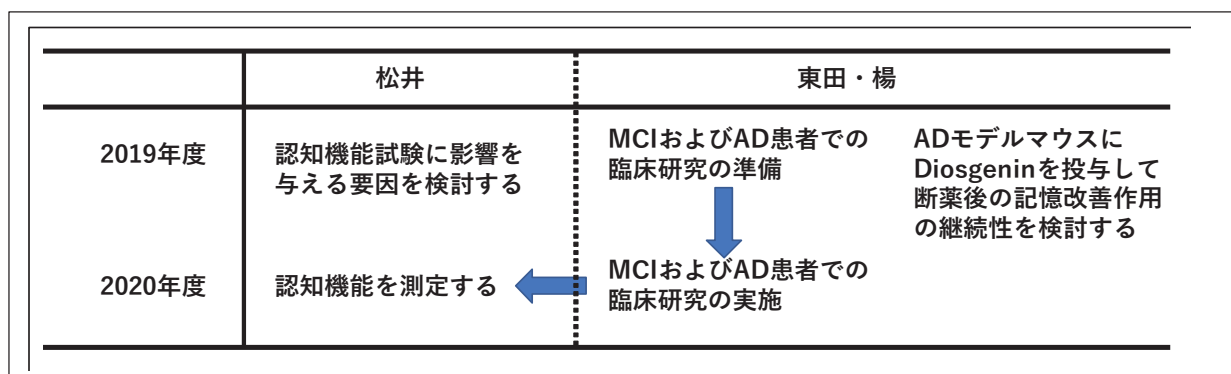 松井
東田・楊
2019年度
認知機能試験に影響を
与える要因を検討する
MCIおよびAD患者での
臨床研究の準備
ADモデルマウスに
Diosgeninを投与して
断薬後の記憶改善作用
の継続性を検討する
2020年度
認知機能を測定する
MCIおよびAD患者での
臨床研究の実施